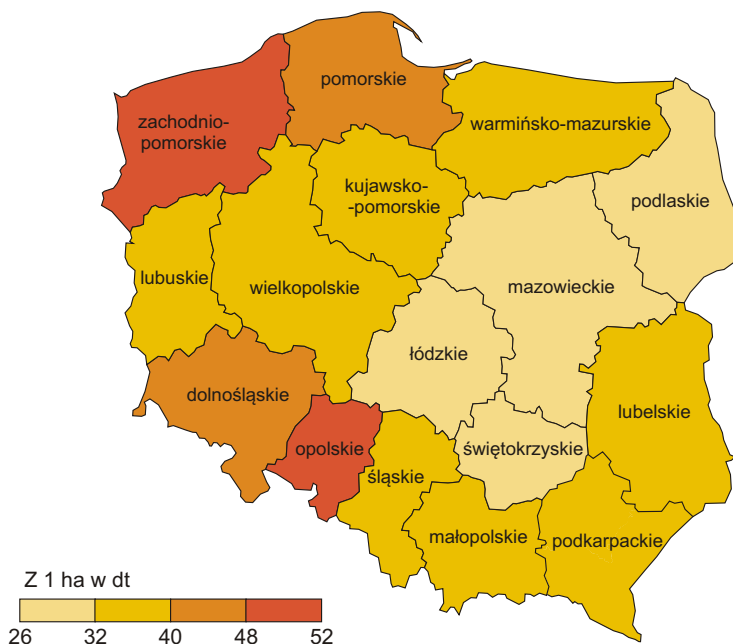 pomorskie
zachodnio-
pomorskie
warmińsko-mazurskie
kujawsko-
-pomorskie
podlaskie
lubuskie
wielkopolskie
mazowieckie
łódzkie
dolnośląskie
lubelskie
opolskie
świętokrzyskie
śląskie
małopolskie
podkarpackie
Z 1 ha w dt
26 32 40 48 52